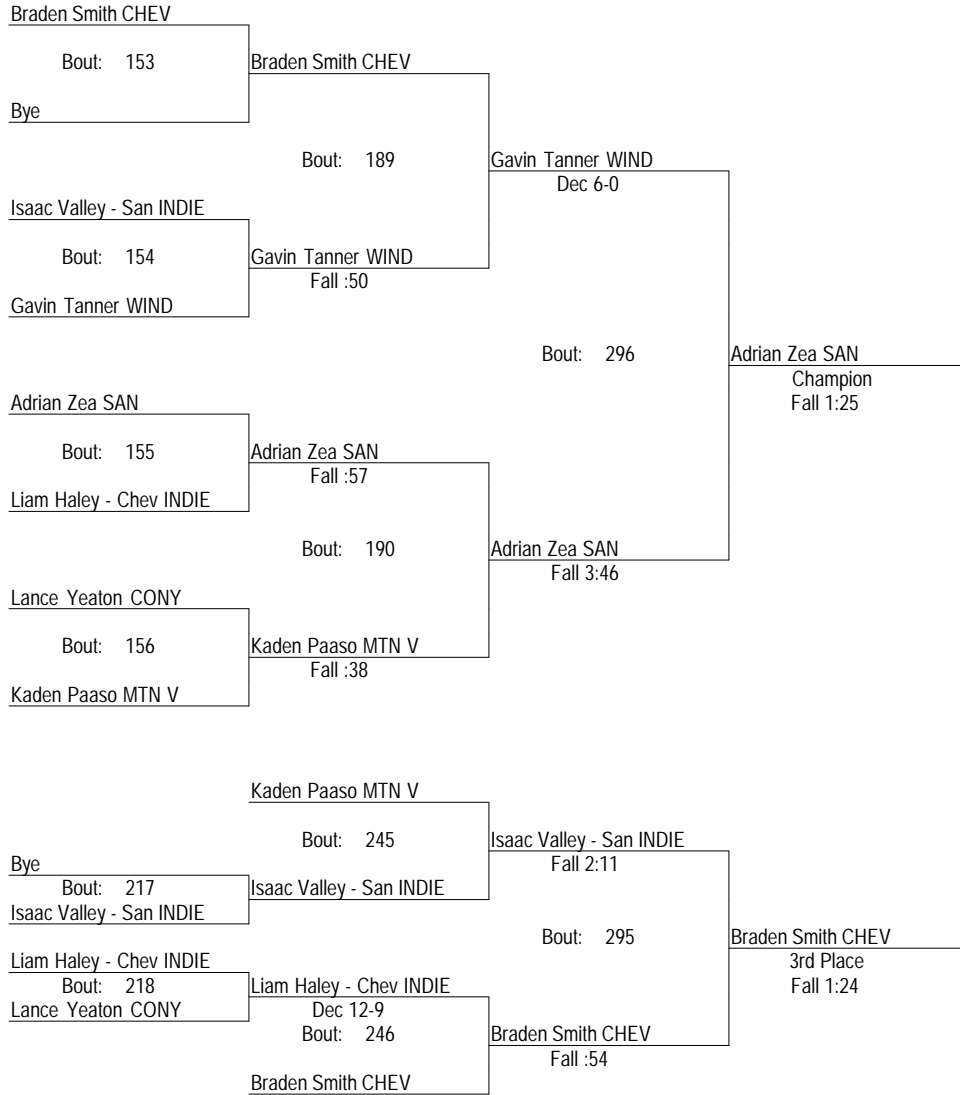 Braden Smith CHEV
Bout: 153
Braden Smith CHEV
Bye
Bout: 189
Gavin Tanner WIND
Dec 6-0
Isaac Valley - San INDIE
Bout: 154
Gavin Tanner WIND
Fall :50
Gavin Tanner WIND
Bout: 296
Adrian Zea SAN
Champion
Fall 1:25
Adrian Zea SAN
Bout: 155
Adrian Zea SAN
Fall :57
Liam Haley - Chev INDIE
Bout: 190
Adrian Zea SAN
Fall 3:46
Lance Yeaton CONY
Bout: 156
Kaden Paaso MTN V
Fall :38
Kaden Paaso MTN V
Kaden Paaso MTN V
Bout: 245
Isaac Valley - San INDIE
Fall 2:11
Bye
Bout: 217
Isaac Valley - San INDIE
Isaac Valley - San INDIE
Bout: 295
Braden Smith CHEV
3rd Place
Fall 1:24
Liam Haley - Chev INDIE
Bout: 218
Liam Haley - Chev INDIE
Lance Yeaton CONY
Dec 12-9
Bout: 246
Braden Smith CHEV
Fall :54
Braden Smith CHEV